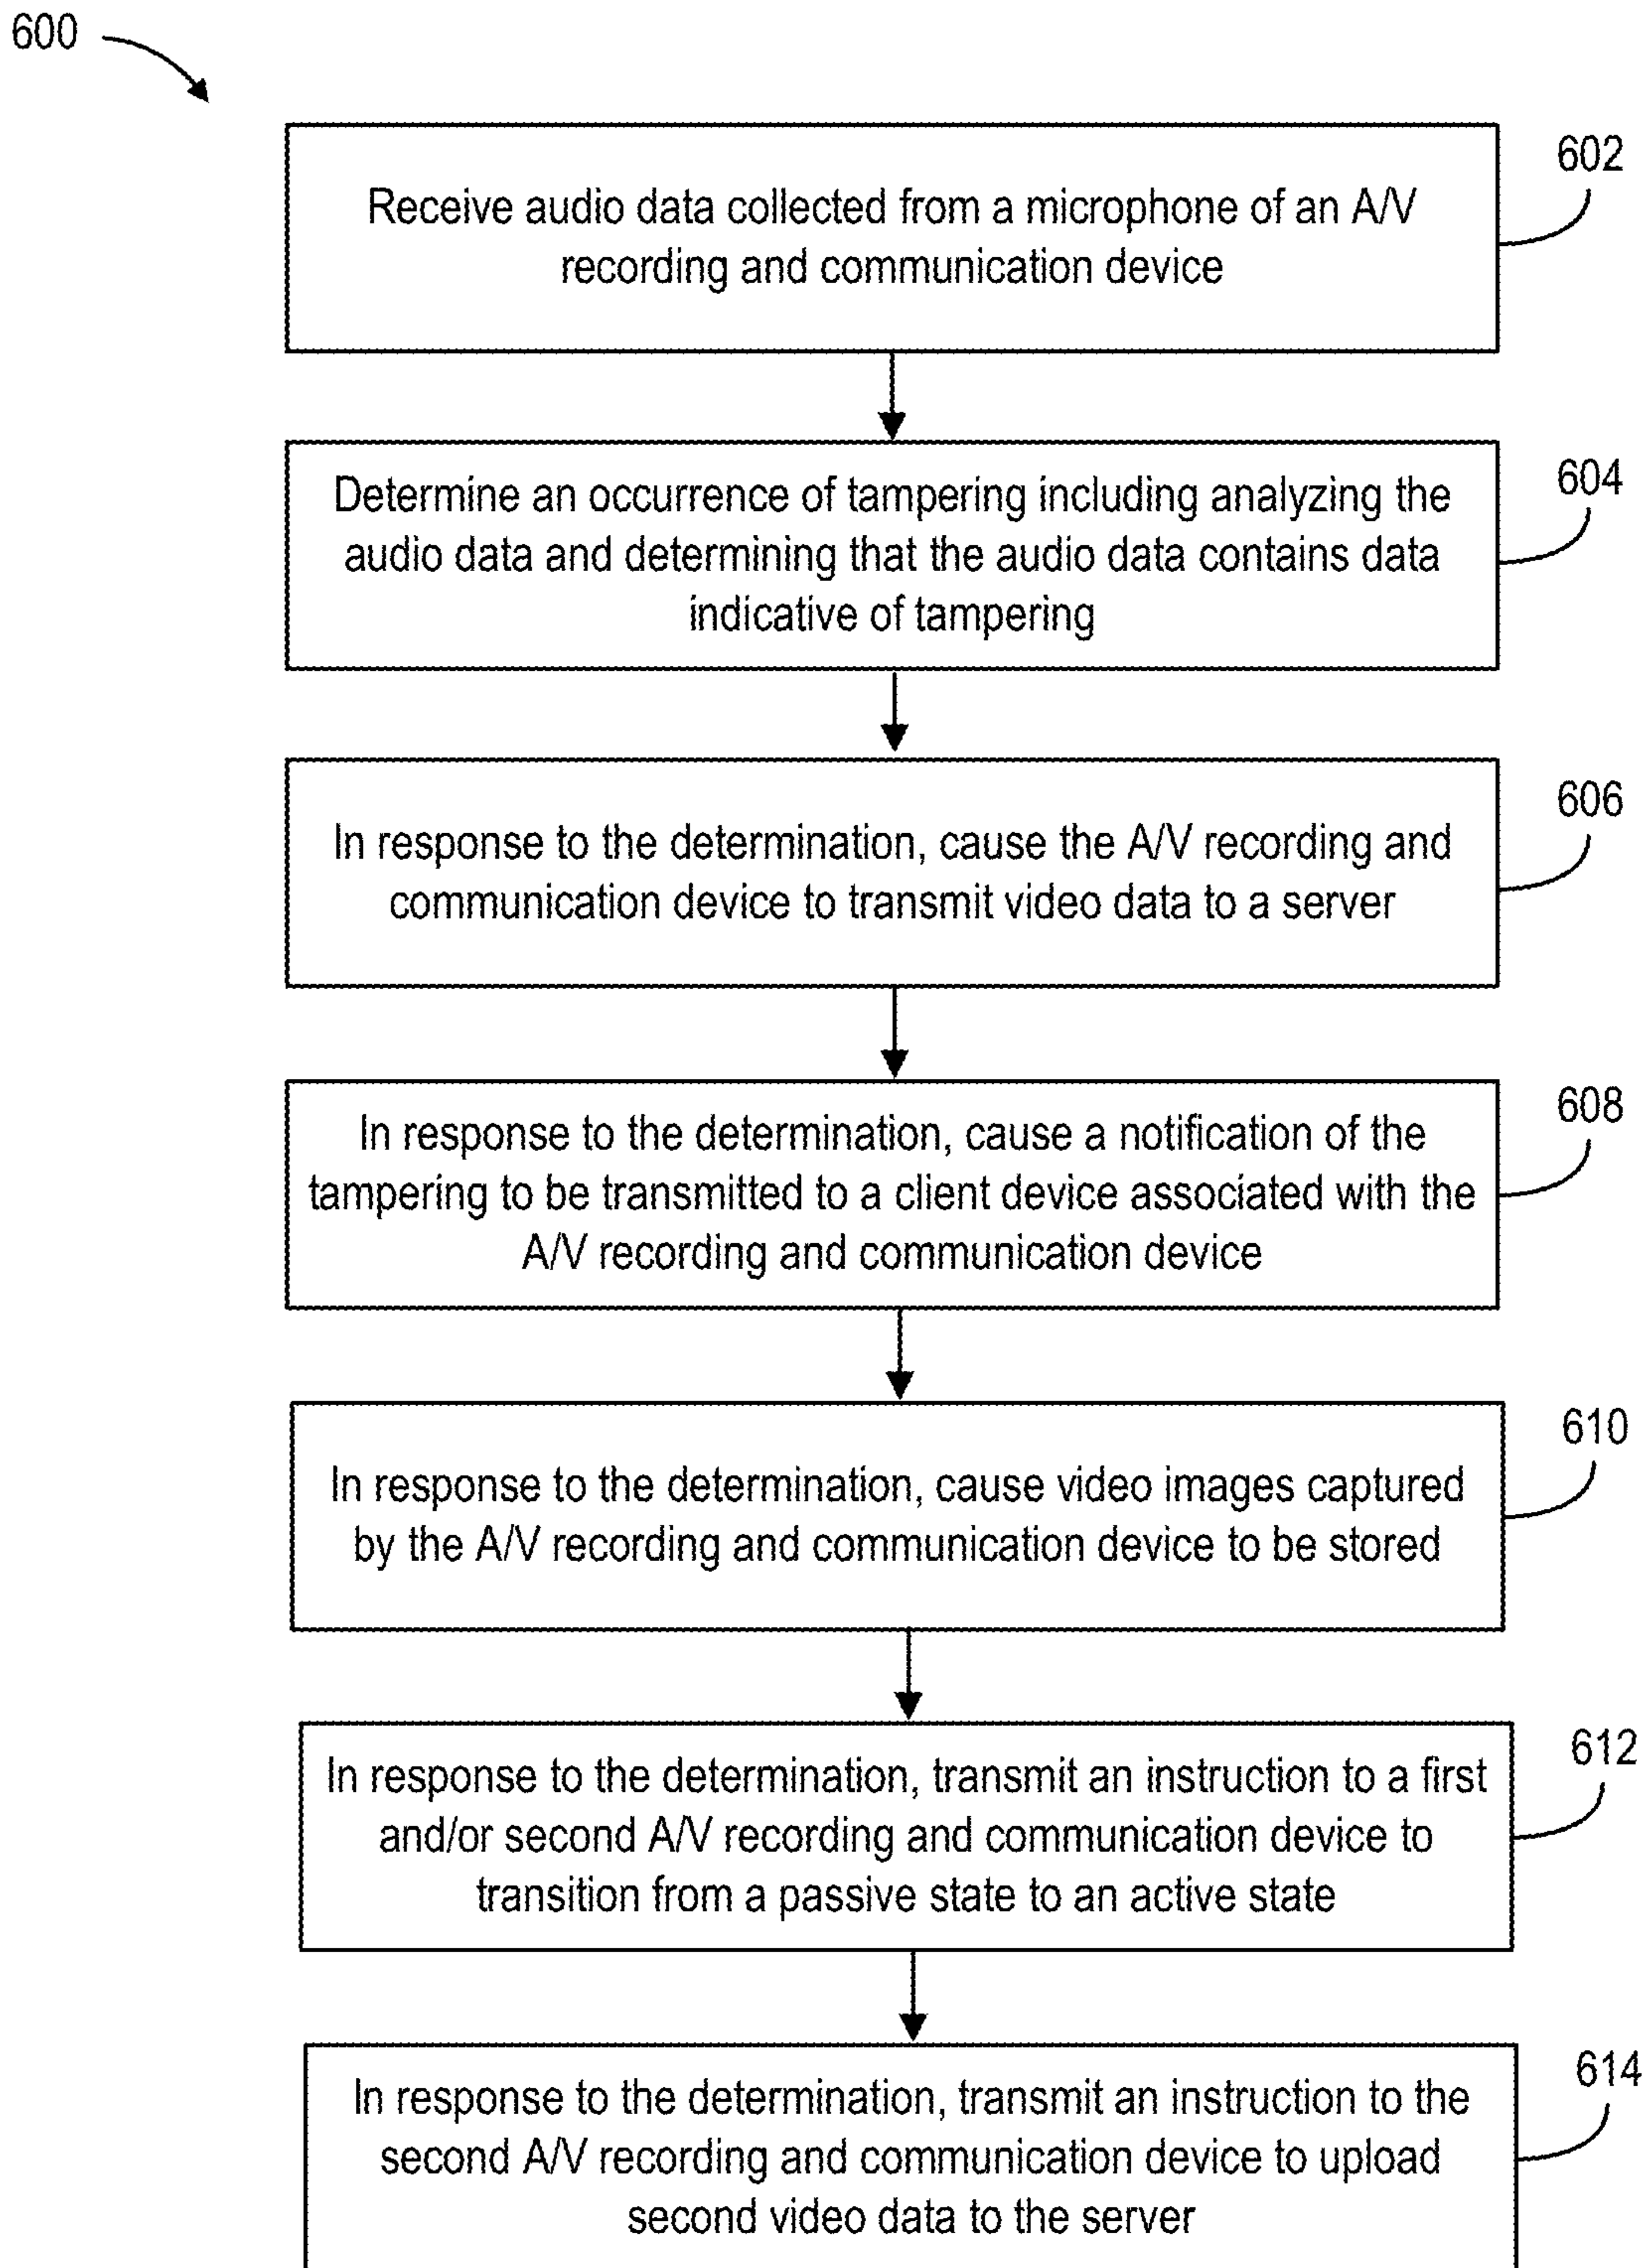 600
602
Receive audio data collected from a microphone of an A/V
recording and communication device
604
Determine an occurrence of tampering including analyzing the
audio data and determining that the audio data contains data
indicative of tampering
606
In response to the determination, cause the A/V recording and
communication device to transmit video data to a server
608
In response to the determination, cause a notification of the
tampering to be transmitted to a client device associated with the
A/V recording and communication device
610
In response to the determination, cause video images captured
by the A/V recording and communication device to be stored
612
In response to the determination, transmit an instruction to a first
and/or second A/V recording and communication device to
transition from a passive state to an active state
614
In response to the determination, transmit an instruction to the
second A/V recording and communication device to upload
second video data to the server